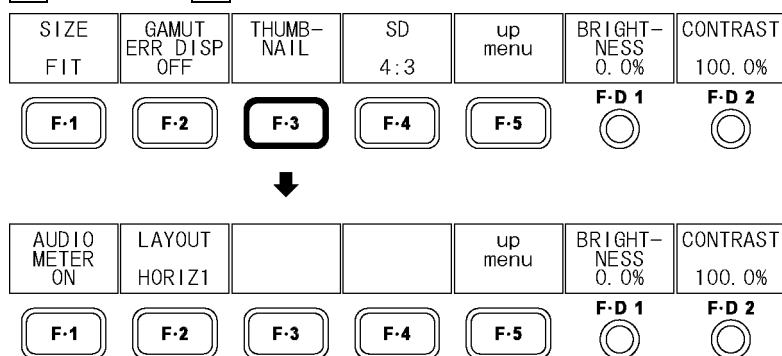 SIZE FIT
GAMUT ERR DISP OFF
THUMB-NAIL
SD 4:3
up menu
BRIGHT-NESS 0.0%
CONTRAST 100.0%
F·1 F·2 F·3 F·4 F·5 F·D 1 F·D 2
AUDIO METER ON
LAYOUT HORIZ1
up menu
BRIGHT-NESS 0.0%
CONTRAST 100.0%
F·1 F·2 F·3 F·4 F·5 F·D 1 F·D 2